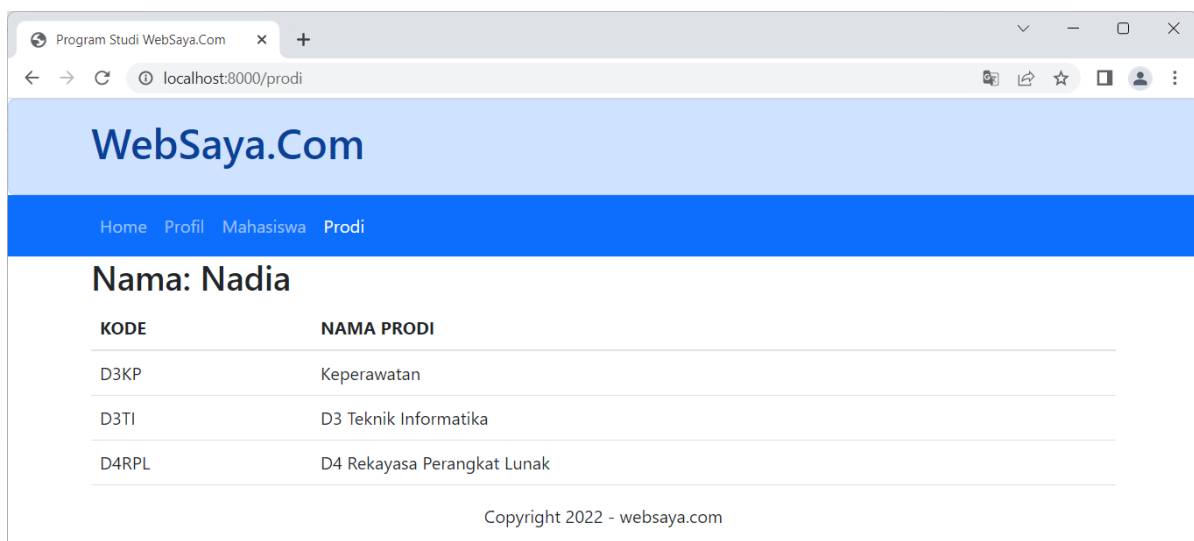 Program Studi WebSaya.Com
localhost:8000/prodi
WebSaya.Com
Home Profil Mahasiswa Prodi
Nama: Nadia
KODE NAMA PRODI
D3KP Keperawatan
D3TI D3 Teknik Informatika
D4RPL D4 Rekayasa Perangkat Lunak
Copyright 2022 - websaya.com